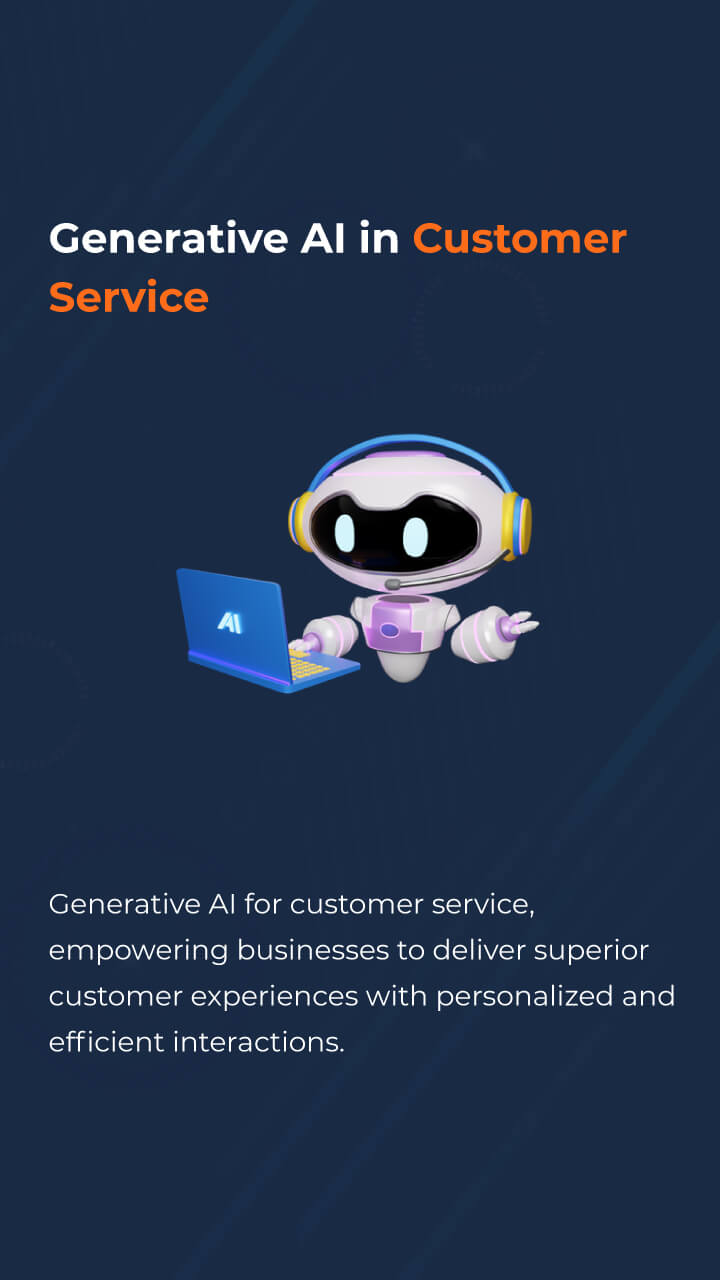 Generative AI in Customer
Service
AI
Generative AI for customer service,
empowering businesses to deliver superior
customer experiences with personalized and
efficient interactions.